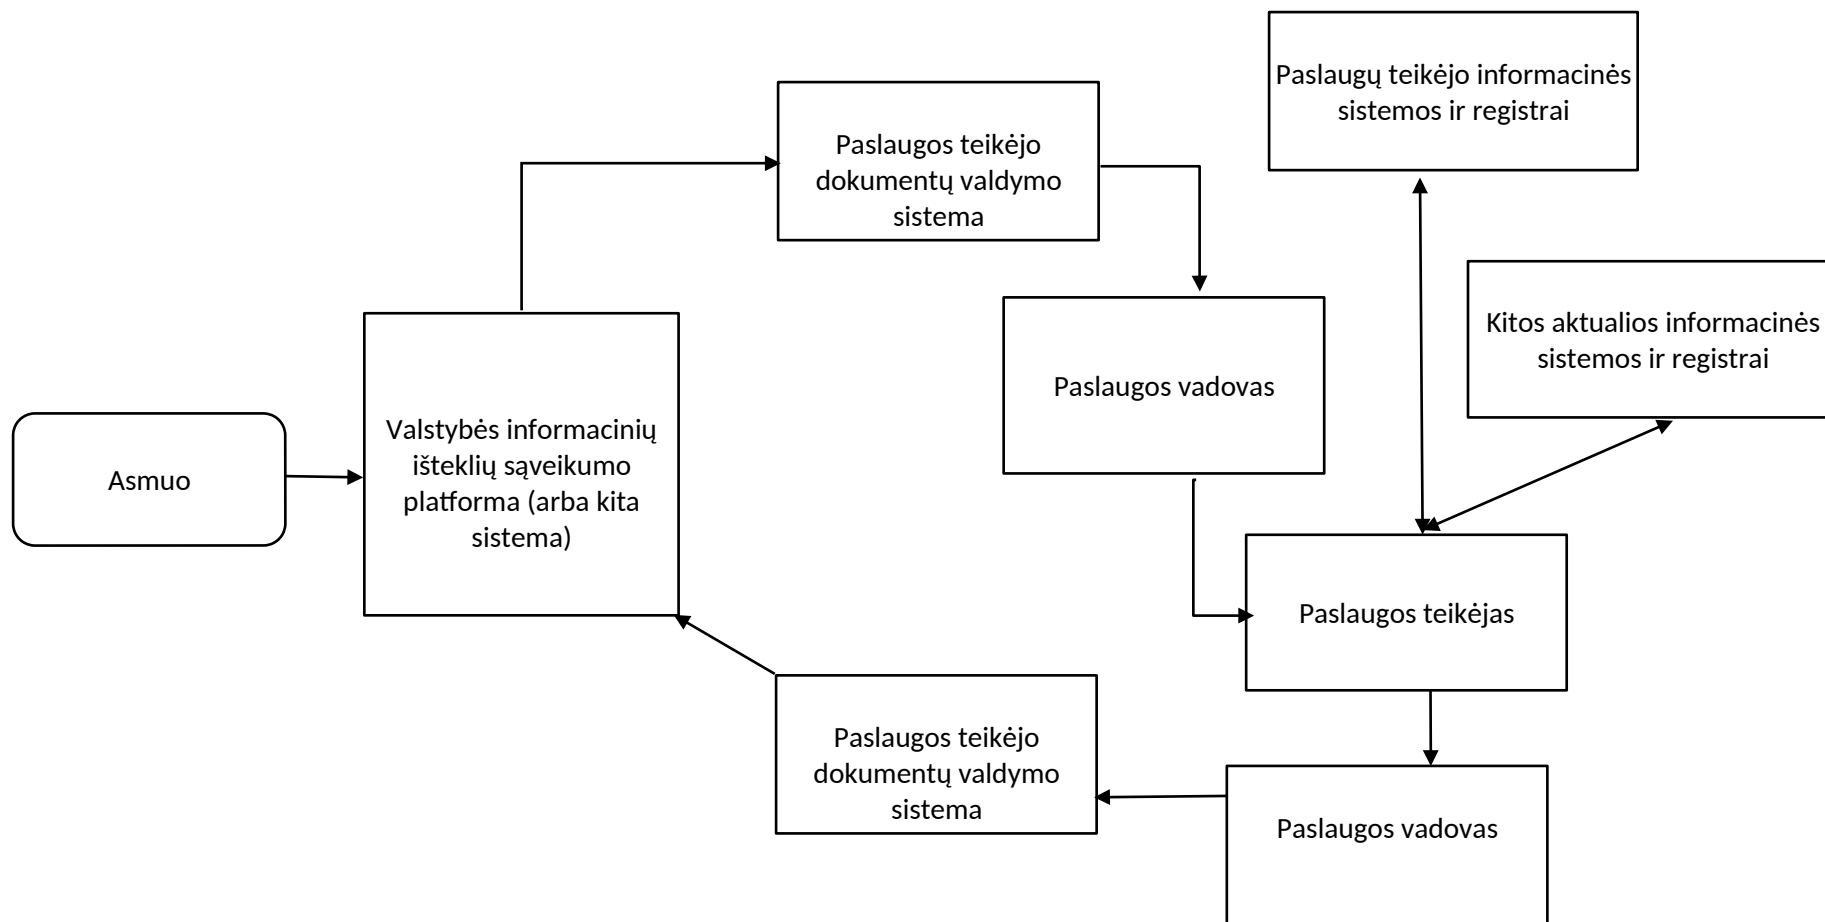 Paslaugų teikėjo informacinės
sistemos ir registrai
Paslaugos teikėjo
dokumentų valdymo
sistema
Kitos aktualios informacinės
sistemos ir registrai
Paslaugos vadovas
Valstybės informacinių
išteklių sąveikumo
platforma (arba kita
sistema)
Asmuo
Paslaugos teikėjas
Paslaugos teikėjo
dokumentų valdymo
sistema
Paslaugos vadovas